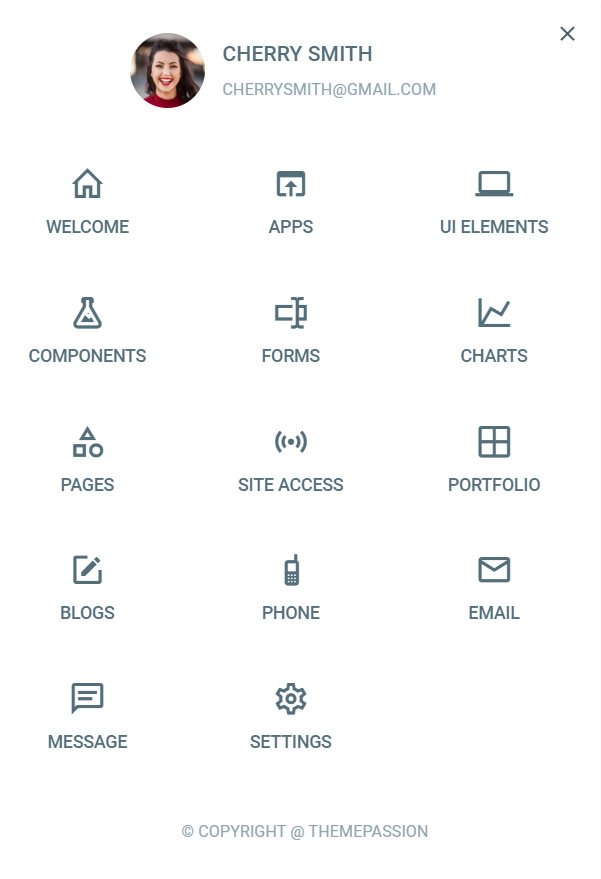 CHERRY SMITH
CHERRYSMITH@GMAIL.COM
WELCOME
APPS
UI ELEMENTS
COMPONENTS
FORMS
CHARTS
PAGES
SITE ACCESS
PORTFOLIO
BLOGS
PHONE
EMAIL
MESSAGE
SETTINGS
© COPYRIGHT @ THEMEPASSION